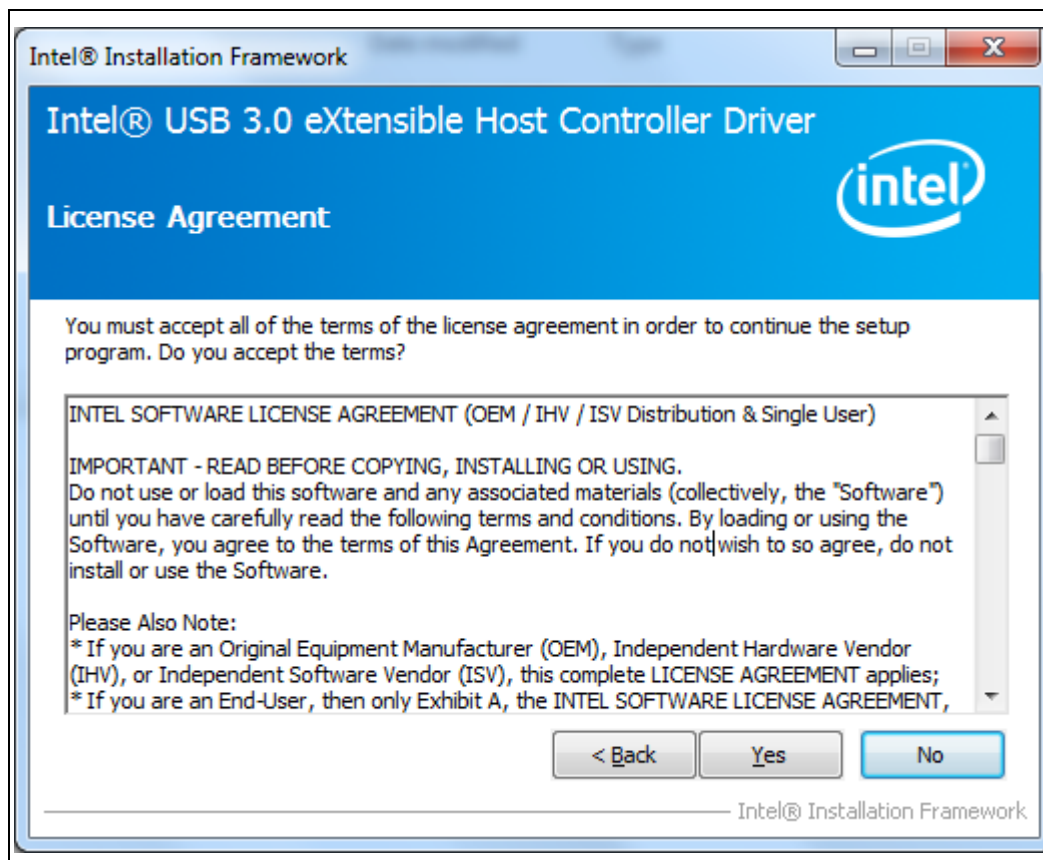 Intel® Installation Framework
Intel® USB 3.0 eXtensible Host Controller Driver
intel
License Agreement
You must accept all of the terms of the license agreement in order to continue the setup
program. Do you accept the terms?
INTEL SOFTWARE LICENSE AGREEMENT (OEM / IHV / ISV Distribution & Single User)
IMPORTANT - READ BEFORE COPYING, INSTALLING OR USING.
Do not use or load this software and any associated materials (collectively, the "Software")
until you have carefully read the following terms and conditions. By loading or using the
Software, you agree to the terms of this Agreement. If you do not wish to so agree, do not
install or use the Software.
Please Also Note:
* If you are an Original Equipment Manufacturer (OEM), Independent Hardware Vendor
(IHV), or Independent Software Vendor (ISV), this complete LICENSE AGREEMENT applies;
* If you are an End-User, then only Exhibit A, the INTEL SOFTWARE LICENSE AGREEMENT,
< Back Yes No
Intel® Installation Framework